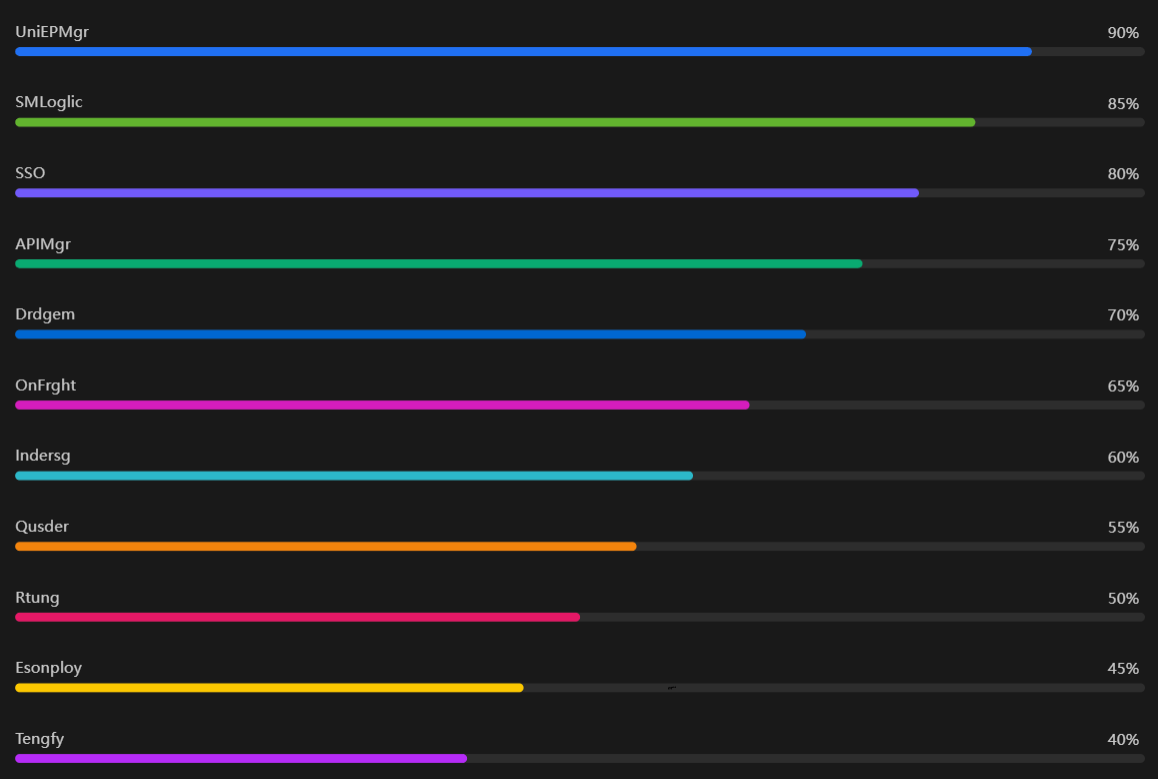 UniEPMgr 90%
SMLoglic 85%
SSO 80%
APIMgr 75%
Drdgem 70%
OnFrght 65%
Indersg 60%
Qusder 55%
Rtung 50%
Esonploy 45%
Tengfy 40%